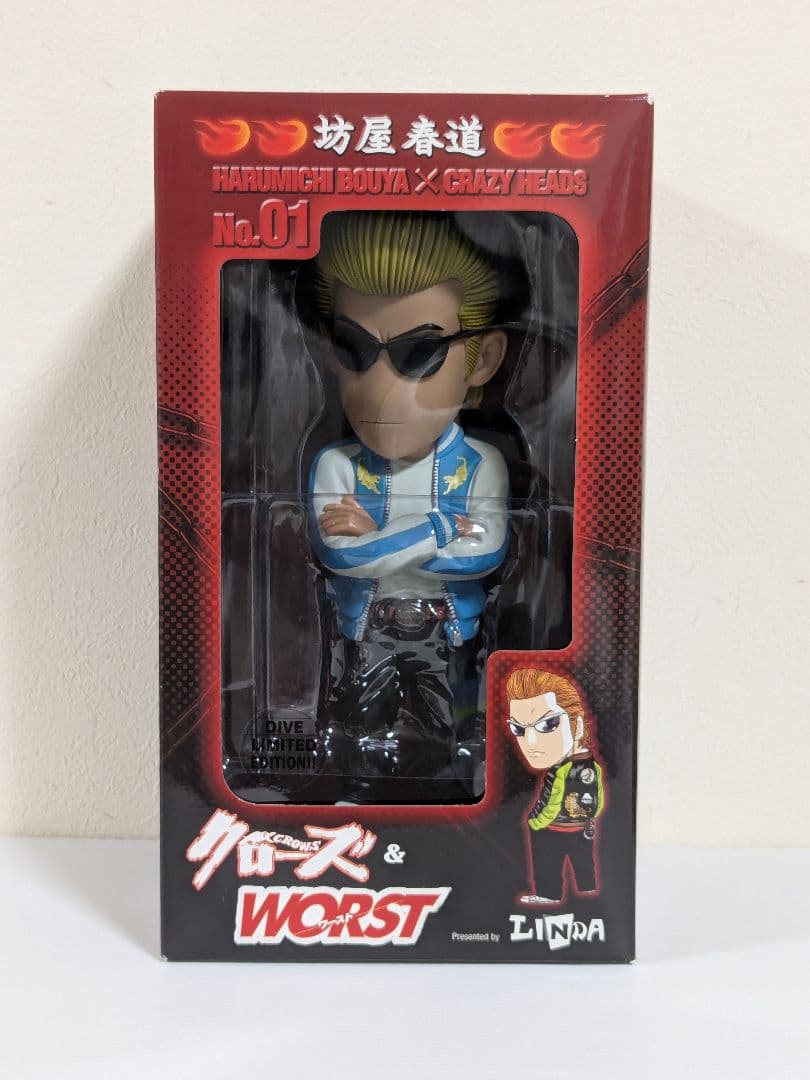 坊屋 春道
HARUMICHI BOUYA × CRAZY HEADS
No.01
DIVE
LIMITED
EDITION!!
クローズ
CROWS
&
WORST
ワースト
Presented by LINDA